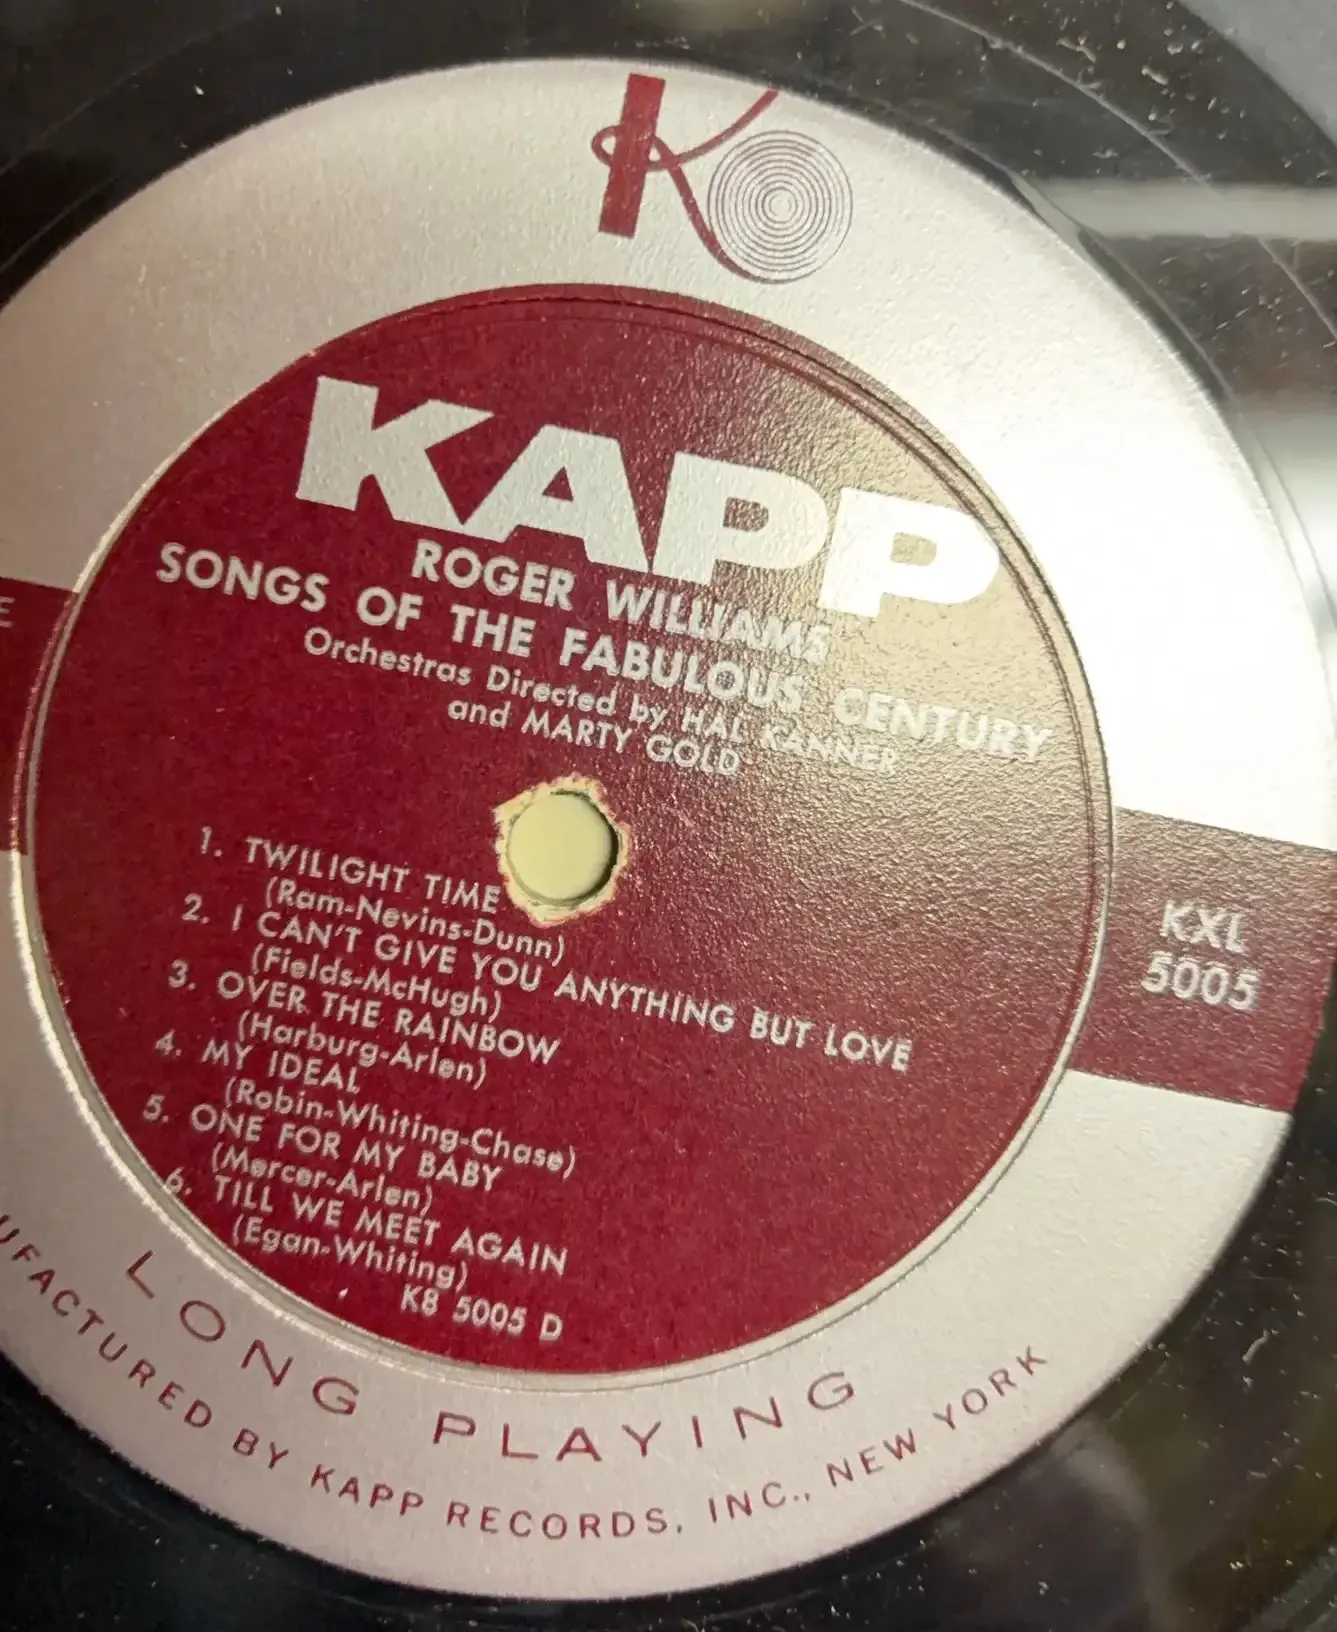 K
KAPP
ROGER WILLIAMS
SONGS OF THE FABULOUS CENTURY
Orchestras Directed by HAL KANNER
and MARTY GOLD
1. TWILIGHT TIME
(Ram-Nevins-Dunn)
2. I CAN'T GIVE YOU ANYTHING BUT LOVE
(Fields-McHugh)
3. OVER THE RAINBOW
(Harburg-Arlen)
4. MY IDEAL
(Robin-Whiting-Chase)
5. ONE FOR MY BABY
(Mercer-Arlen)
6. TILL WE MEET AGAIN
(Egan-Whiting)
K8 5005 D
KXL
5005
LONG PLAYING
UFACTURED BY KAPP RECORDS, INC., NEW YORK